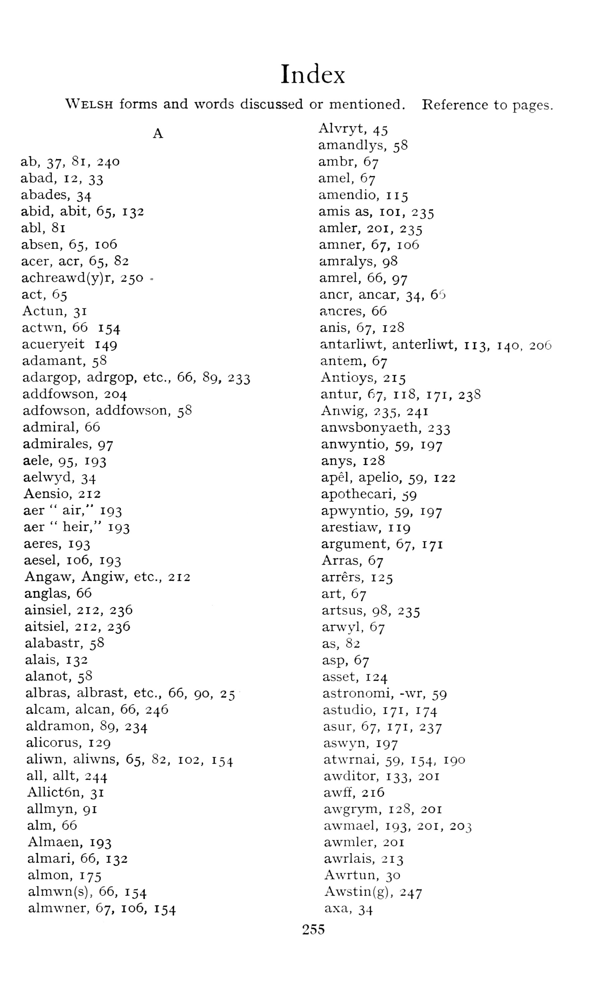 Index
WELSH forms and words discussed or mentioned. Reference to pages.
A
ab, 37, 81, 240
abad, 12, 33
abades, 34
abid, abit, 65, 132
abl, 81
absen, 65, 106
acer, acr, 65, 82
achreawd(y)r, 250
act, 65
Actun, 31
actwn, 66 154
acueryeit 149
adamant, 58
adargop, adrgop, etc., 66, 89, 233
addfowson, 204
adfowson, addfowson, 58
admiral, 66
admirales, 97
aele, 95, 193
aelwyd, 34
Aensio, 212
aer “ air,” 193
aer “ heir,” 193
aeres, 193
aesel, 106, 193
Angaw, Angiw, etc., 212
anglas, 66
ainsiel, 212, 236
aitsiel, 212, 236
alabastr, 58
alais, 132
alanot, 58
albras, albrast, etc., 66, 90, 25
alcam, alcan, 66, 246
aldramon, 89, 234
alicorus, 129
aliwn, aliwns, 65, 82, 102, 154
all, allt, 244
Allict6n, 31
allmyn, 91
alm, 66
Almaen, 193
almari, 66, 132
almon, 175
almwn(s), 66, 154
almwner, 67, 106, 154
Alvryt, 45
amandlys, 58
ambr, 67
amel, 67
amendio, 115
amis as, 101, 235
amler, 201, 235
amner, 67, 106
amralys, 98
amrel, 66, 97
ancr, ancar, 34, 66
ancres, 66
anis, 67, 128
antarliwt, anterliwt, 113, 140, 206
antem, 67
Antioys, 215
antur, 67, 118, 171, 238
Anwig, 235, 241
anwsbonyaeth, 233
anwyntio, 59, 197
anys, 128
apêl, apelio, 59, 122
apothecari, 59
apwyntio, 59, 197
arestiaw, 119
argument, 67, 171
Arras, 67
arrêrs, 125
art, 67
artsus, 98, 235
arwyl, 67
as, 82
asp, 67
asset, 124
astronomi, -wr, 59
astudio, 171, 174
asur, 67, 171, 237
aswyn, 197
atwrnai, 59, 154, 190
awditor, 133, 201
awff, 216
awgrym, 128, 201
awmael, 193, 201, 203
awmler, 201
awrlais, 213
Awrtun, 30
Awstin(g), 247
axa, 34
255